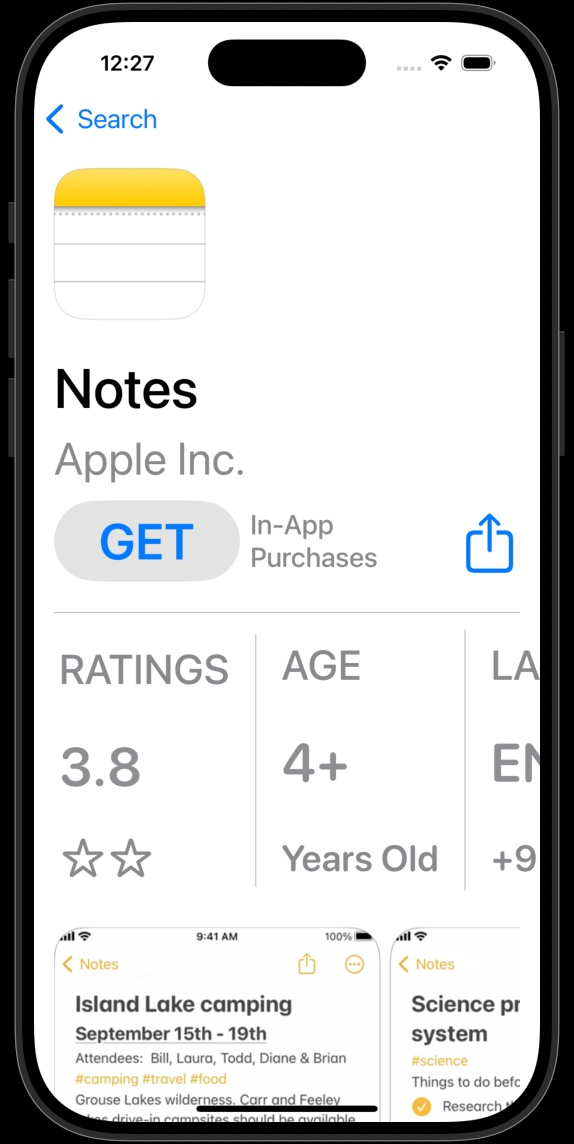 12:27
Search
Notes
Apple Inc.
GET
In-App
Purchases
RATINGS
AGE
LA
3.8
4+
EN
Years Old
+9
9:41 AM
100%
Notes
Island Lake camping
September 15th - 19th
Attendees: Bill, Laura, Todd, Diane & Brian
#camping #travel #food
Grouse Lakes wilderness. Carr and Feeley
Lakes drive-in campsites should be available
Notes
Science pr
system
#science
Things to do befo
Research th